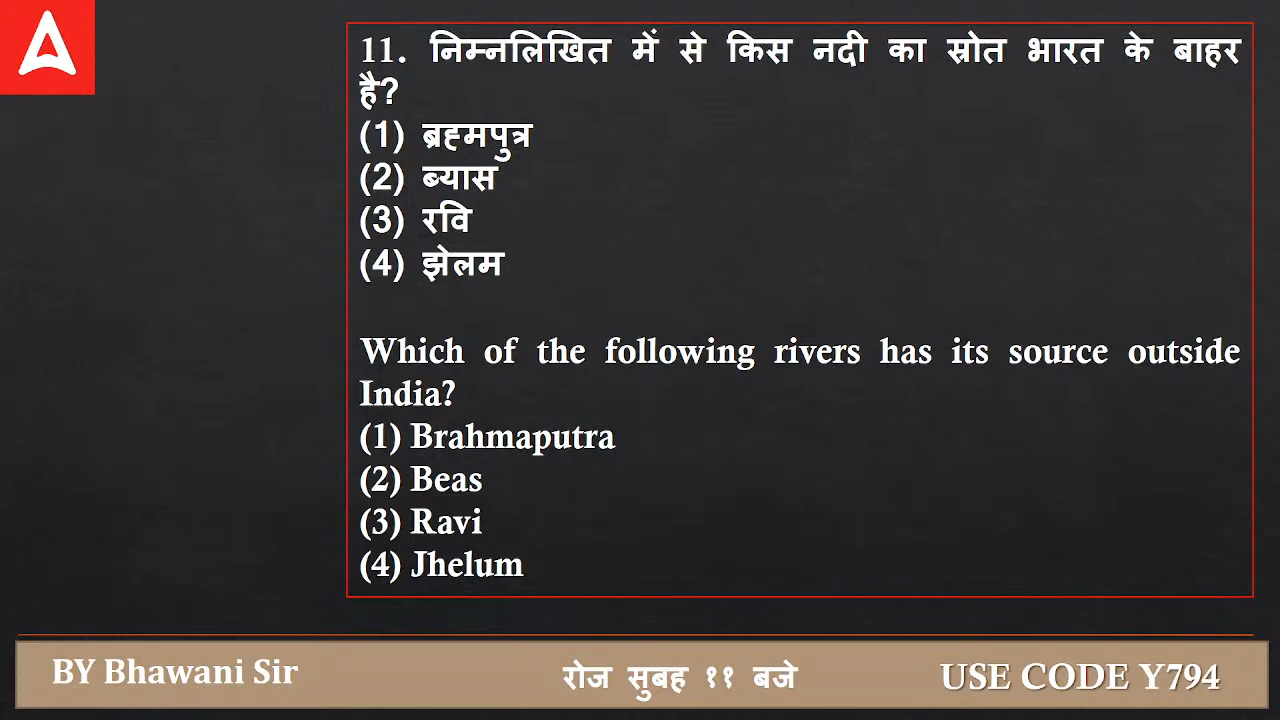 11. निम्नलिखित में से किस नदी का स्रोत भारत के बाहर
है?
(1) ब्रह्मपुत्र
(2) ब्यास
(3) रवि
(4) झेलम
Which of the following rivers has its source outside
India?
(1) Brahmaputra
(2) Beas
(3) Ravi
(4) Jhelum
BY Bhawani Sir
रोज सुबह ११ बजे
USE CODE Y794